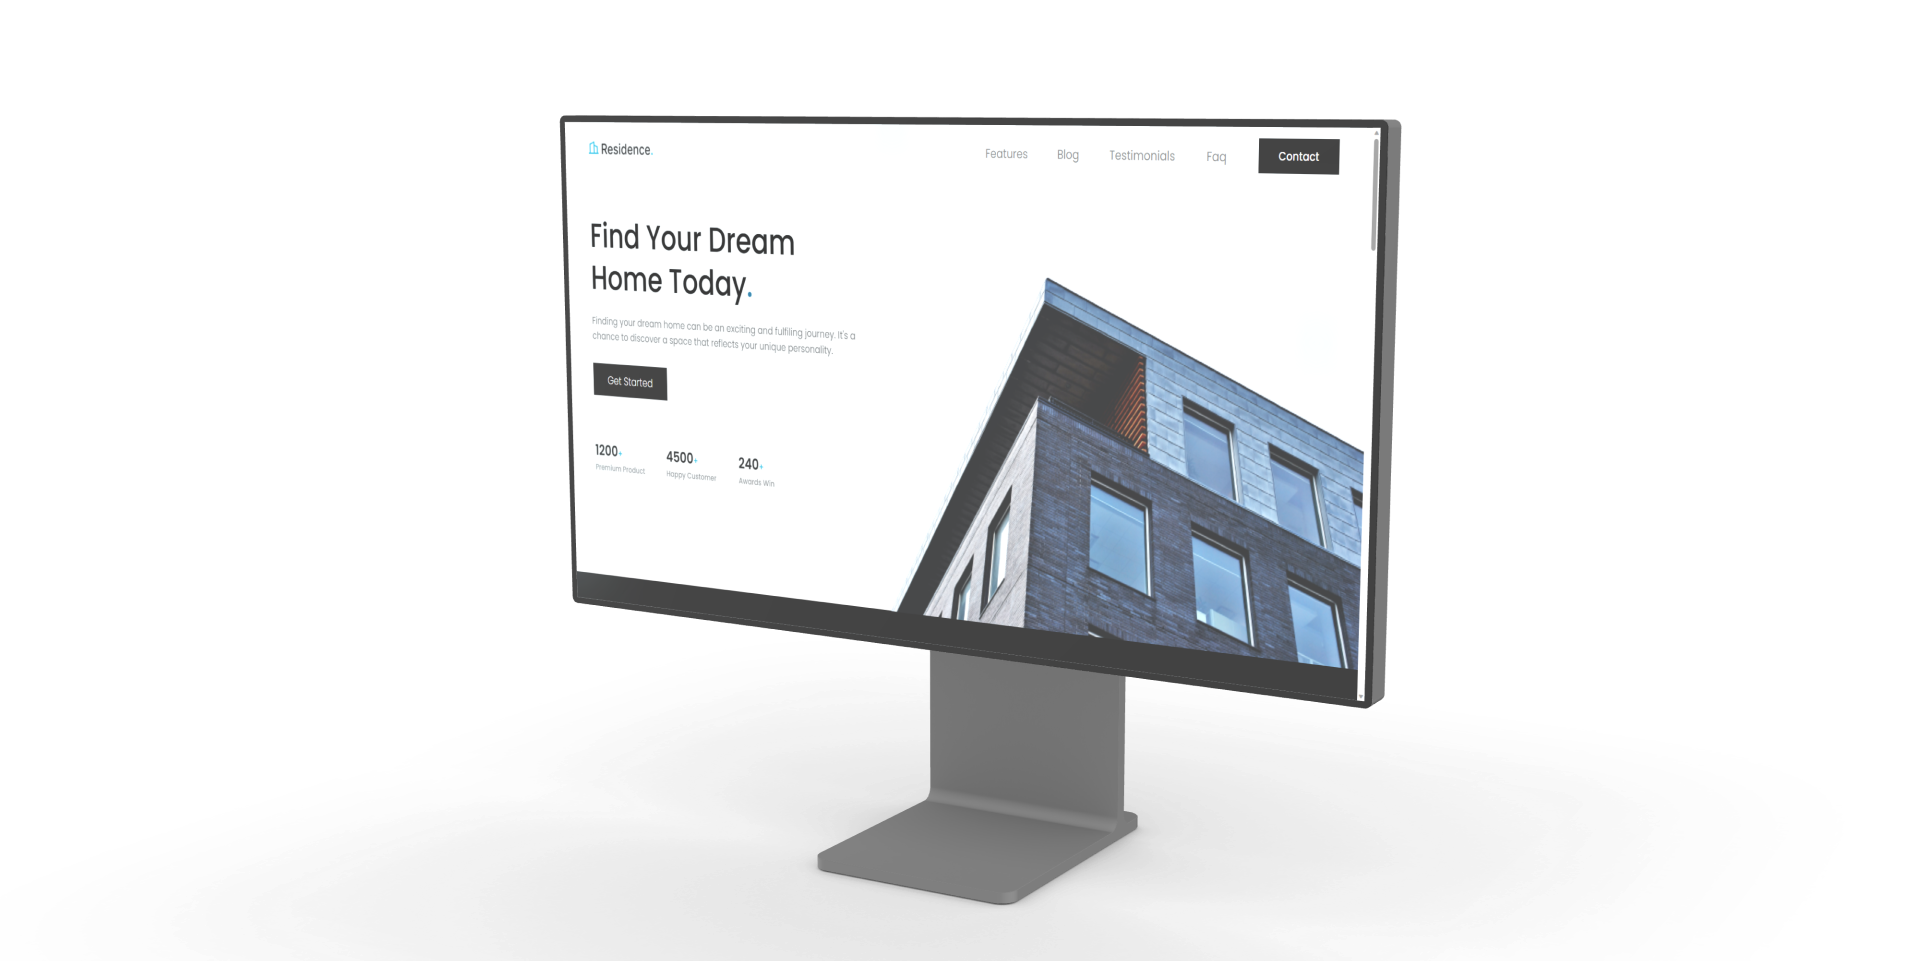 Residence.
Features Blog Testimonials Faq Contact
Find Your Dream
Home Today.
Finding your dream home can be an exciting and fulfiling journey. It's a
chance to discover a space that reflects your unique personality.
Get Started
1200+ 4500+ 240+
Premium Product Happy Customer Awards Win